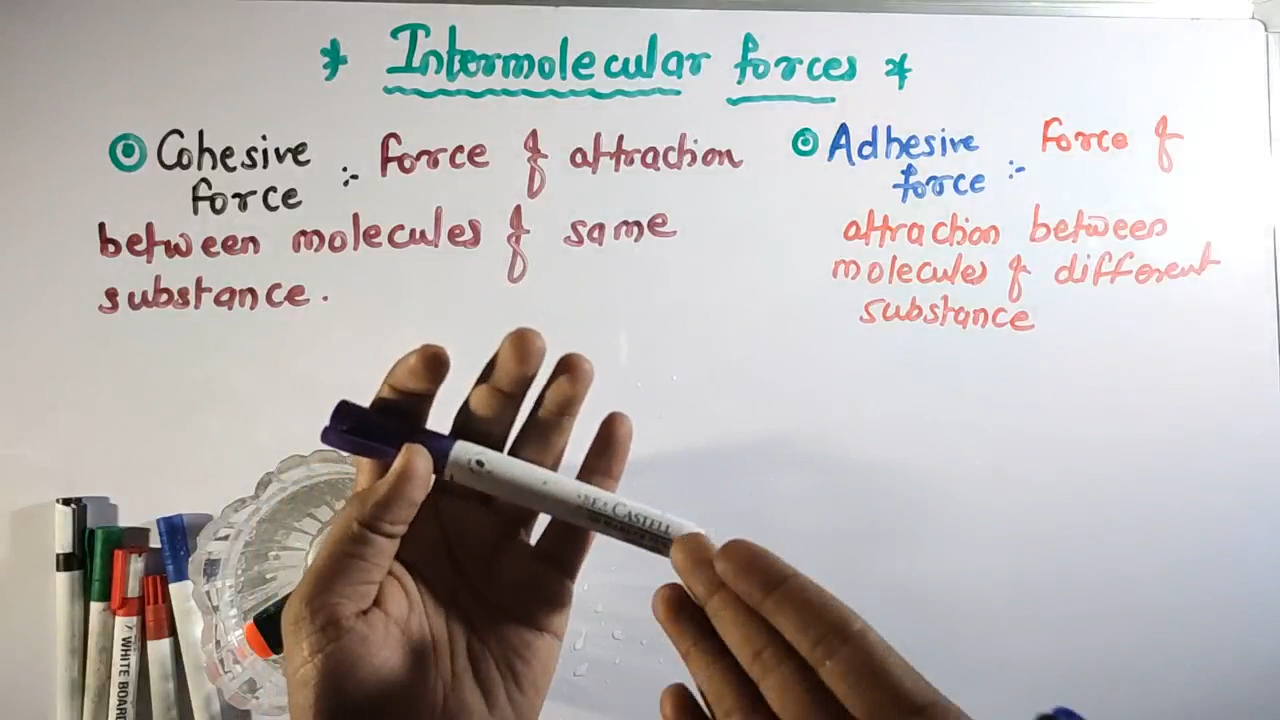 * Intermolecular forces *
Cohesive force :- Force of attraction
between molecules of same
substance.
Adhesive force :- Force of
attraction between
molecules of different
substance
CASTELL
WHITE BOARD